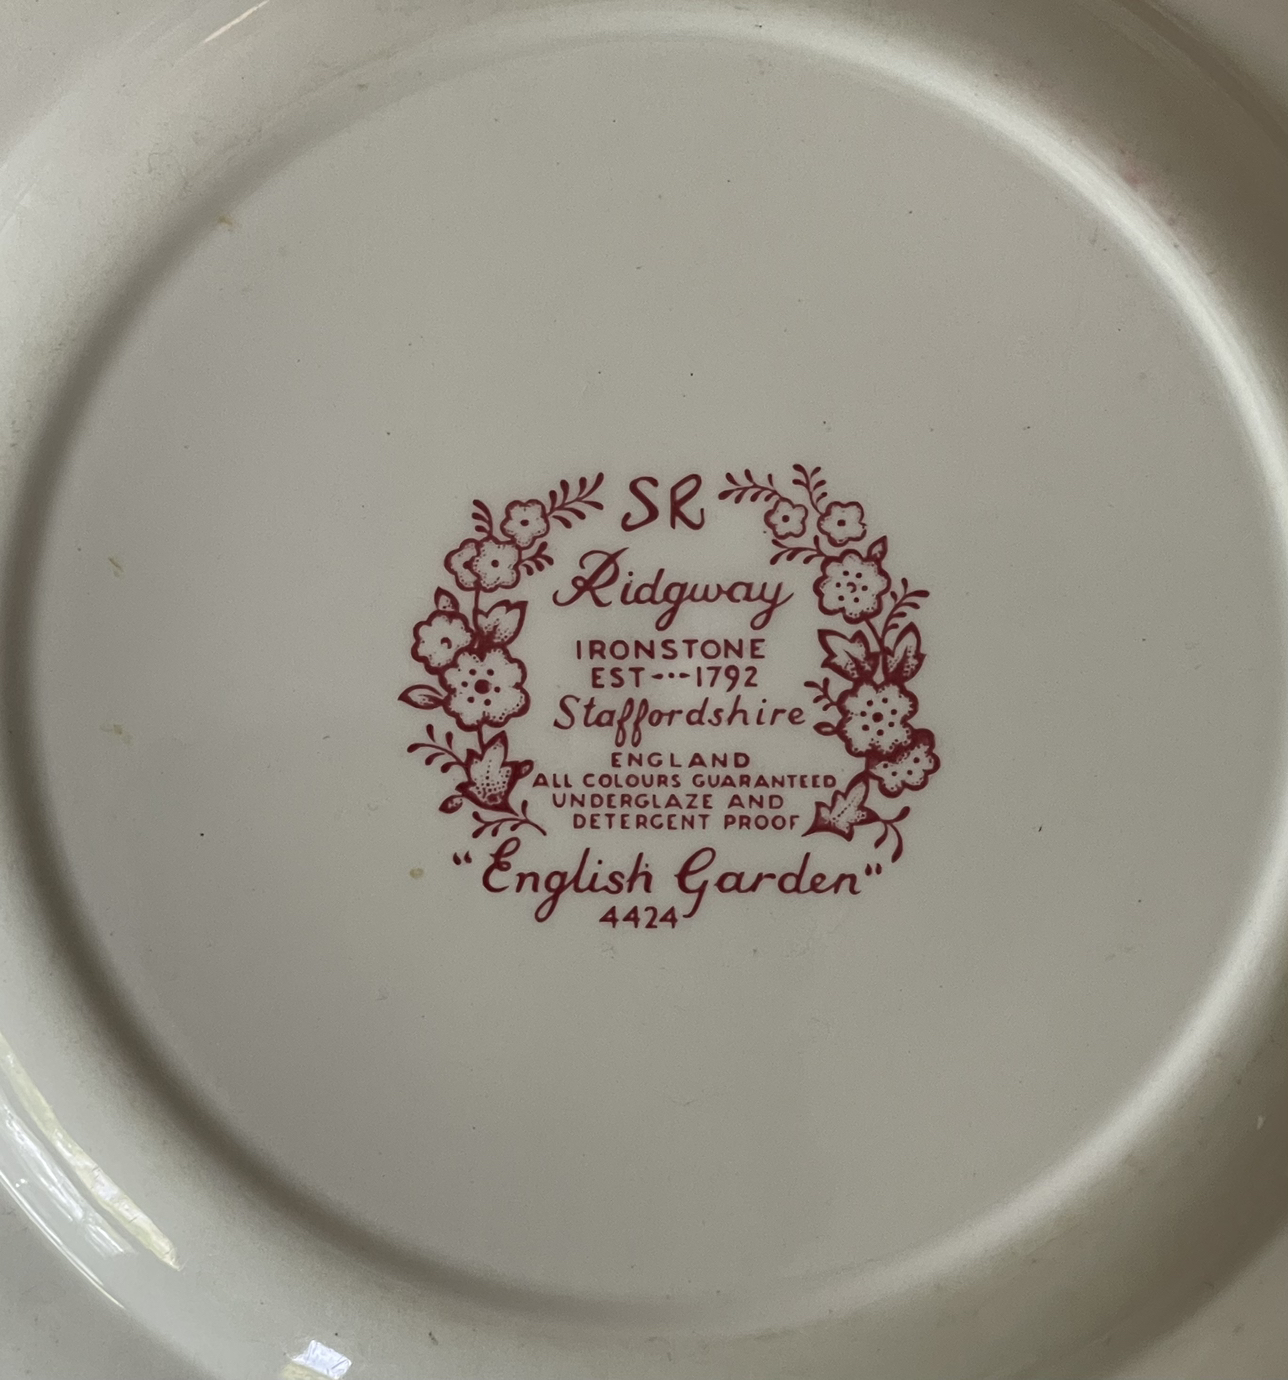 SR
Ridgway
IRONSTONE
EST···1792
Staffordshire
ENGLAND
ALL COLOURS GUARANTEED
UNDERGLAZE AND
DETERGENT PROOF
"English Garden"
4424